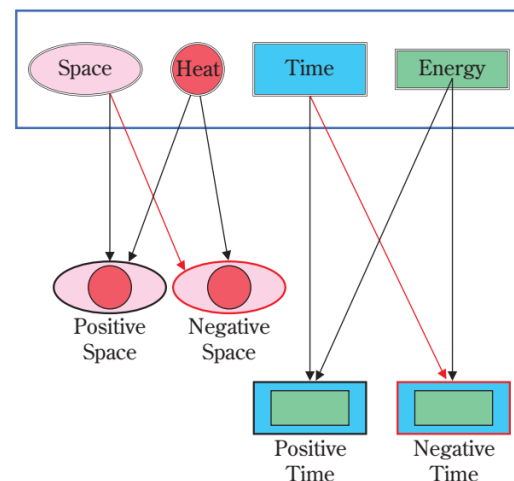 Space
Heat
Time
Energy
Positive
Space
Negative
Space
Positive
Time
Negative
Time